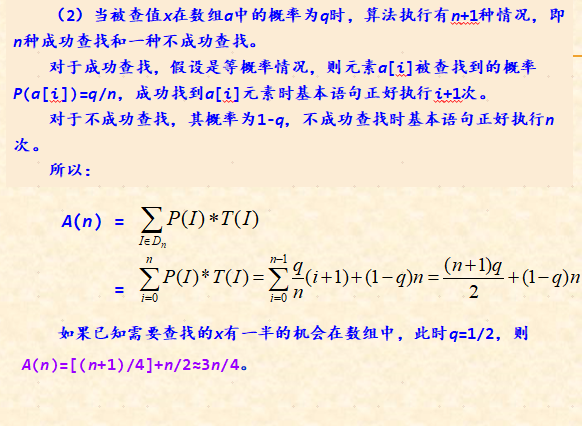 （2）当被查值x在数组a中的概率为q时，算法执行有n+1种情况，即
n种成功查找和一种不成功查找。
对于成功查找，假设是等概率情况，则元素a[i]被查找到的概率
P(a[i])=q/n，成功找到a[i]元素时基本语句正好执行i+1次。
对于不成功查找，其概率为1-q，不成功查找时基本语句正好执行n
次。
所以：
A(n) = ∑_{I∈D_n} P(I)*T(I)
= ∑_{i=0}^{n} P(I)*T(I) = ∑_{i=0}^{n-1} \frac{q}{n}(i+1)+(1-q)n = \frac{(n+1)q}{2}+(1-q)n
如果已知需要查找的x有一半的机会在数组中，此时q=1/2，则
A(n)=[(n+1)/4]+n/2≈3n/4。